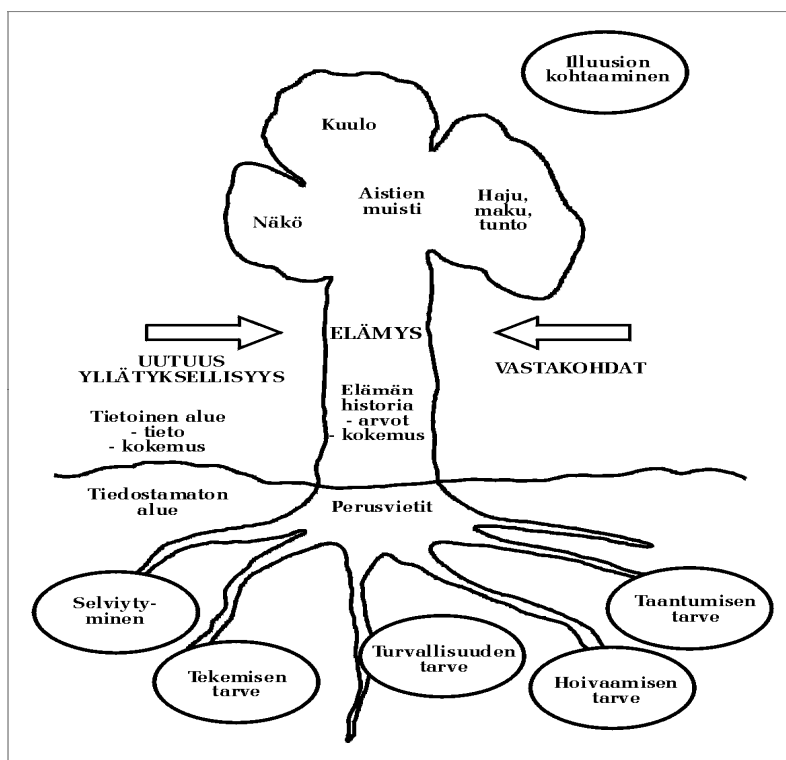 Illuusion
kohtaaminen
Kuulo
Näkö
Aistien
muisti
Haju,
maku,
tunto
ELÄMYS
UUTUUS
YLLÄTYKSELLISYYS
VASTAKOHDAT
Elämän
historia
- arvot
- kokemus
Tietoinen alue
- tieto
- kokemus
Tiedostamaton
alue
Perusvietit
Selviyty-
minen
Tekemisen
tarve
Turvallisuuden
tarve
Hoivaamisen
tarve
Taantumisen
tarve